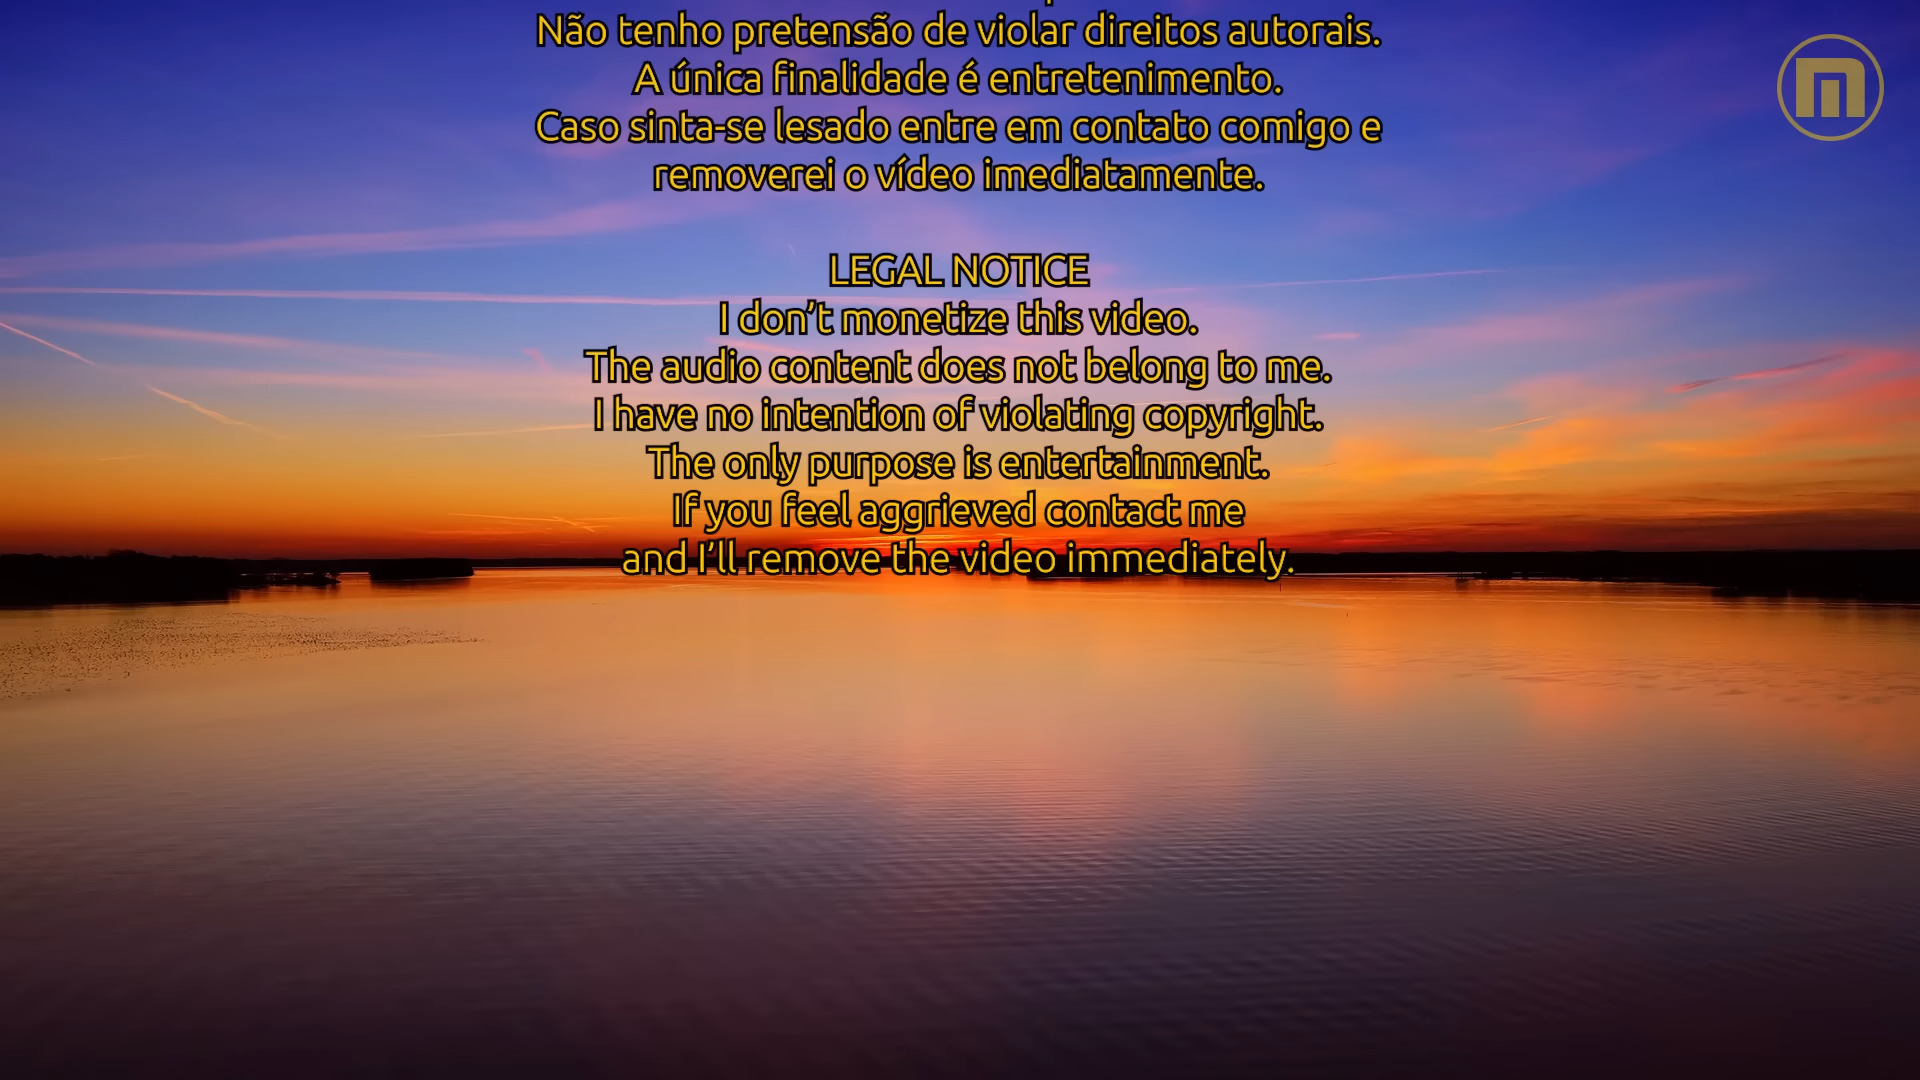 Não tenho pretensão de violar direitos autorais.
A única finalidade é entretenimento.
Caso sinta-se lesado entre em contato comigo e
removerei o vídeo imediatamente.
LEGAL NOTICE
I don’t monetize this video.
The audio content does not belong to me.
I have no intention of violating copyright.
The only purpose is entertainment.
If you feel aggrieved contact me
and I’ll remove the video immediately.